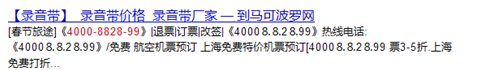 【录音带】_录音带价格_录音带厂家 — 到马可波罗网
[春节旅途]《4000-8828-99》|退票|订票|改签|《4000 8.8.2 8.99》热线电话:
《4000 8.8.2 8.99》/免费 航空机票预订 上海免费特价机票预订[4000 8.8.2 8.99 票3-5折.上海
免费打折...